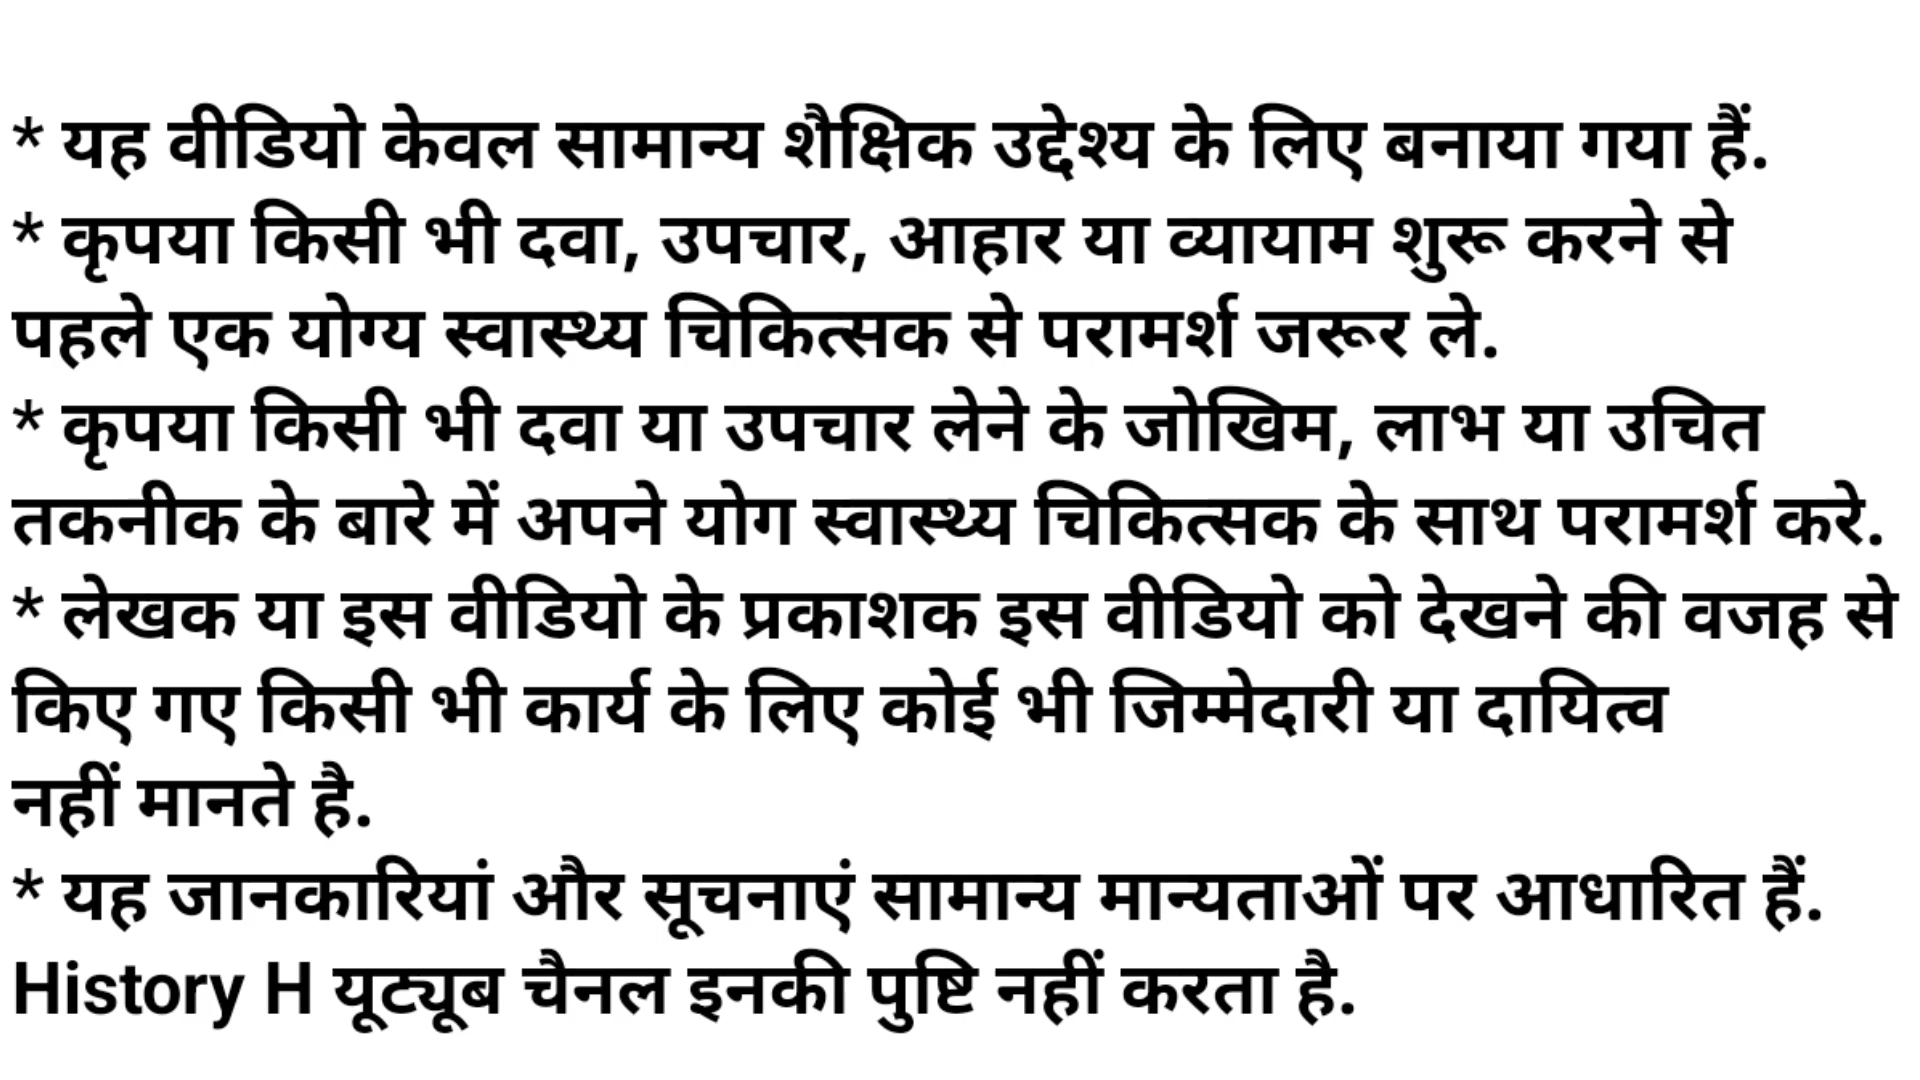 * यह वीडियो केवल सामान्य शैक्षिक उद्देश्य के लिए बनाया गया हैं.
* कृपया किसी भी दवा, उपचार, आहार या व्यायाम शुरू करने से
पहले एक योग्य स्वास्थ्य चिकित्सक से परामर्श जरूर ले.
* कृपया किसी भी दवा या उपचार लेने के जोखिम, लाभ या उचित
तकनीक के बारे में अपने योग स्वास्थ्य चिकित्सक के साथ परामर्श करे.
* लेखक या इस वीडियो के प्रकाशक इस वीडियो को देखने की वजह से
किए गए किसी भी कार्य के लिए कोई भी जिम्मेदारी या दायित्व
नहीं मानते है.
* यह जानकारियां और सूचनाएं सामान्य मान्यताओं पर आधारित हैं.
History H यूट्यूब चैनल इनकी पुष्टि नहीं करता है.